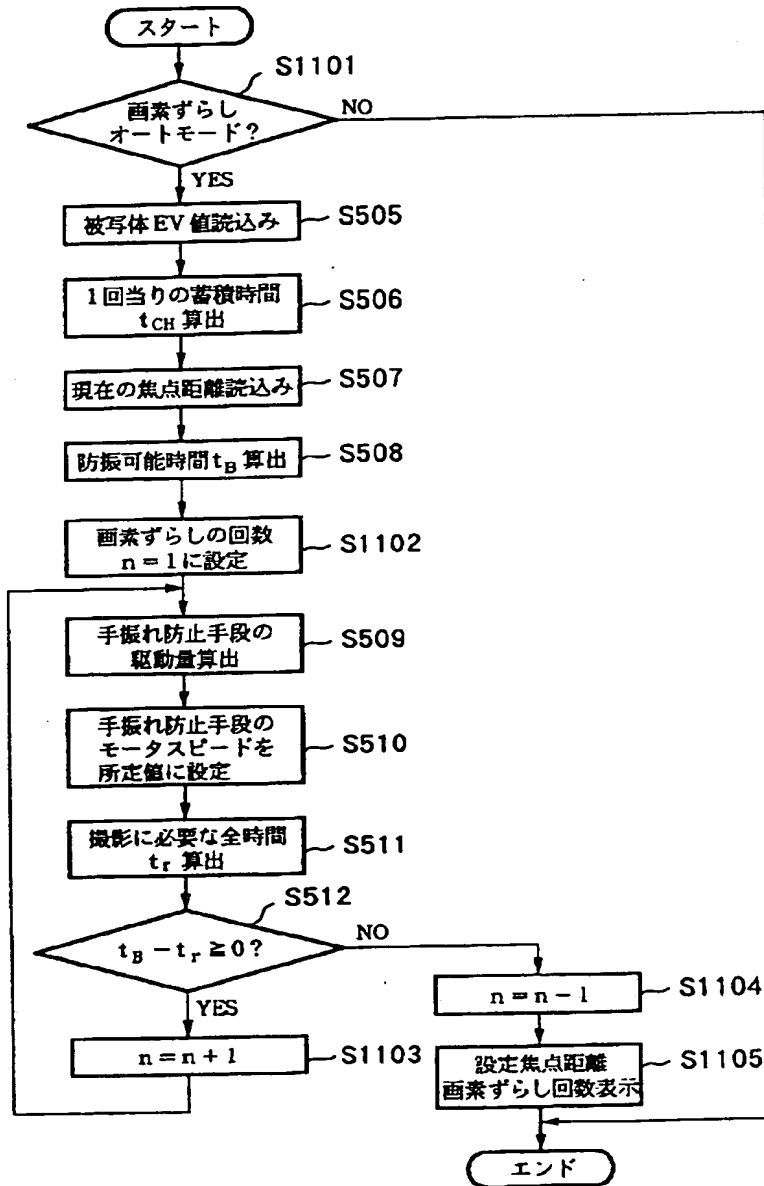 スタート
S1101
画素ずらし
オートモード?
NO
YES
被写体EV値読込み
S505
1回当りの蓄積時間
tCH 算出
S506
現在の焦点距離読込み
S507
防振可能時間tB 算出
S508
画素ずらしの回数
n=1に設定
S1102
手振れ防止手段の
駆動量算出
S509
手振れ防止手段の
モータスピードを
所定値に設定
S510
撮影に必要な全時間
tr 算出
S511
S512
tB−tr≧0?
NO
YES
n=n+1
S1103
n=n−1
S1104
設定焦点距離
画素ずらし回数表示
S1105
エンド